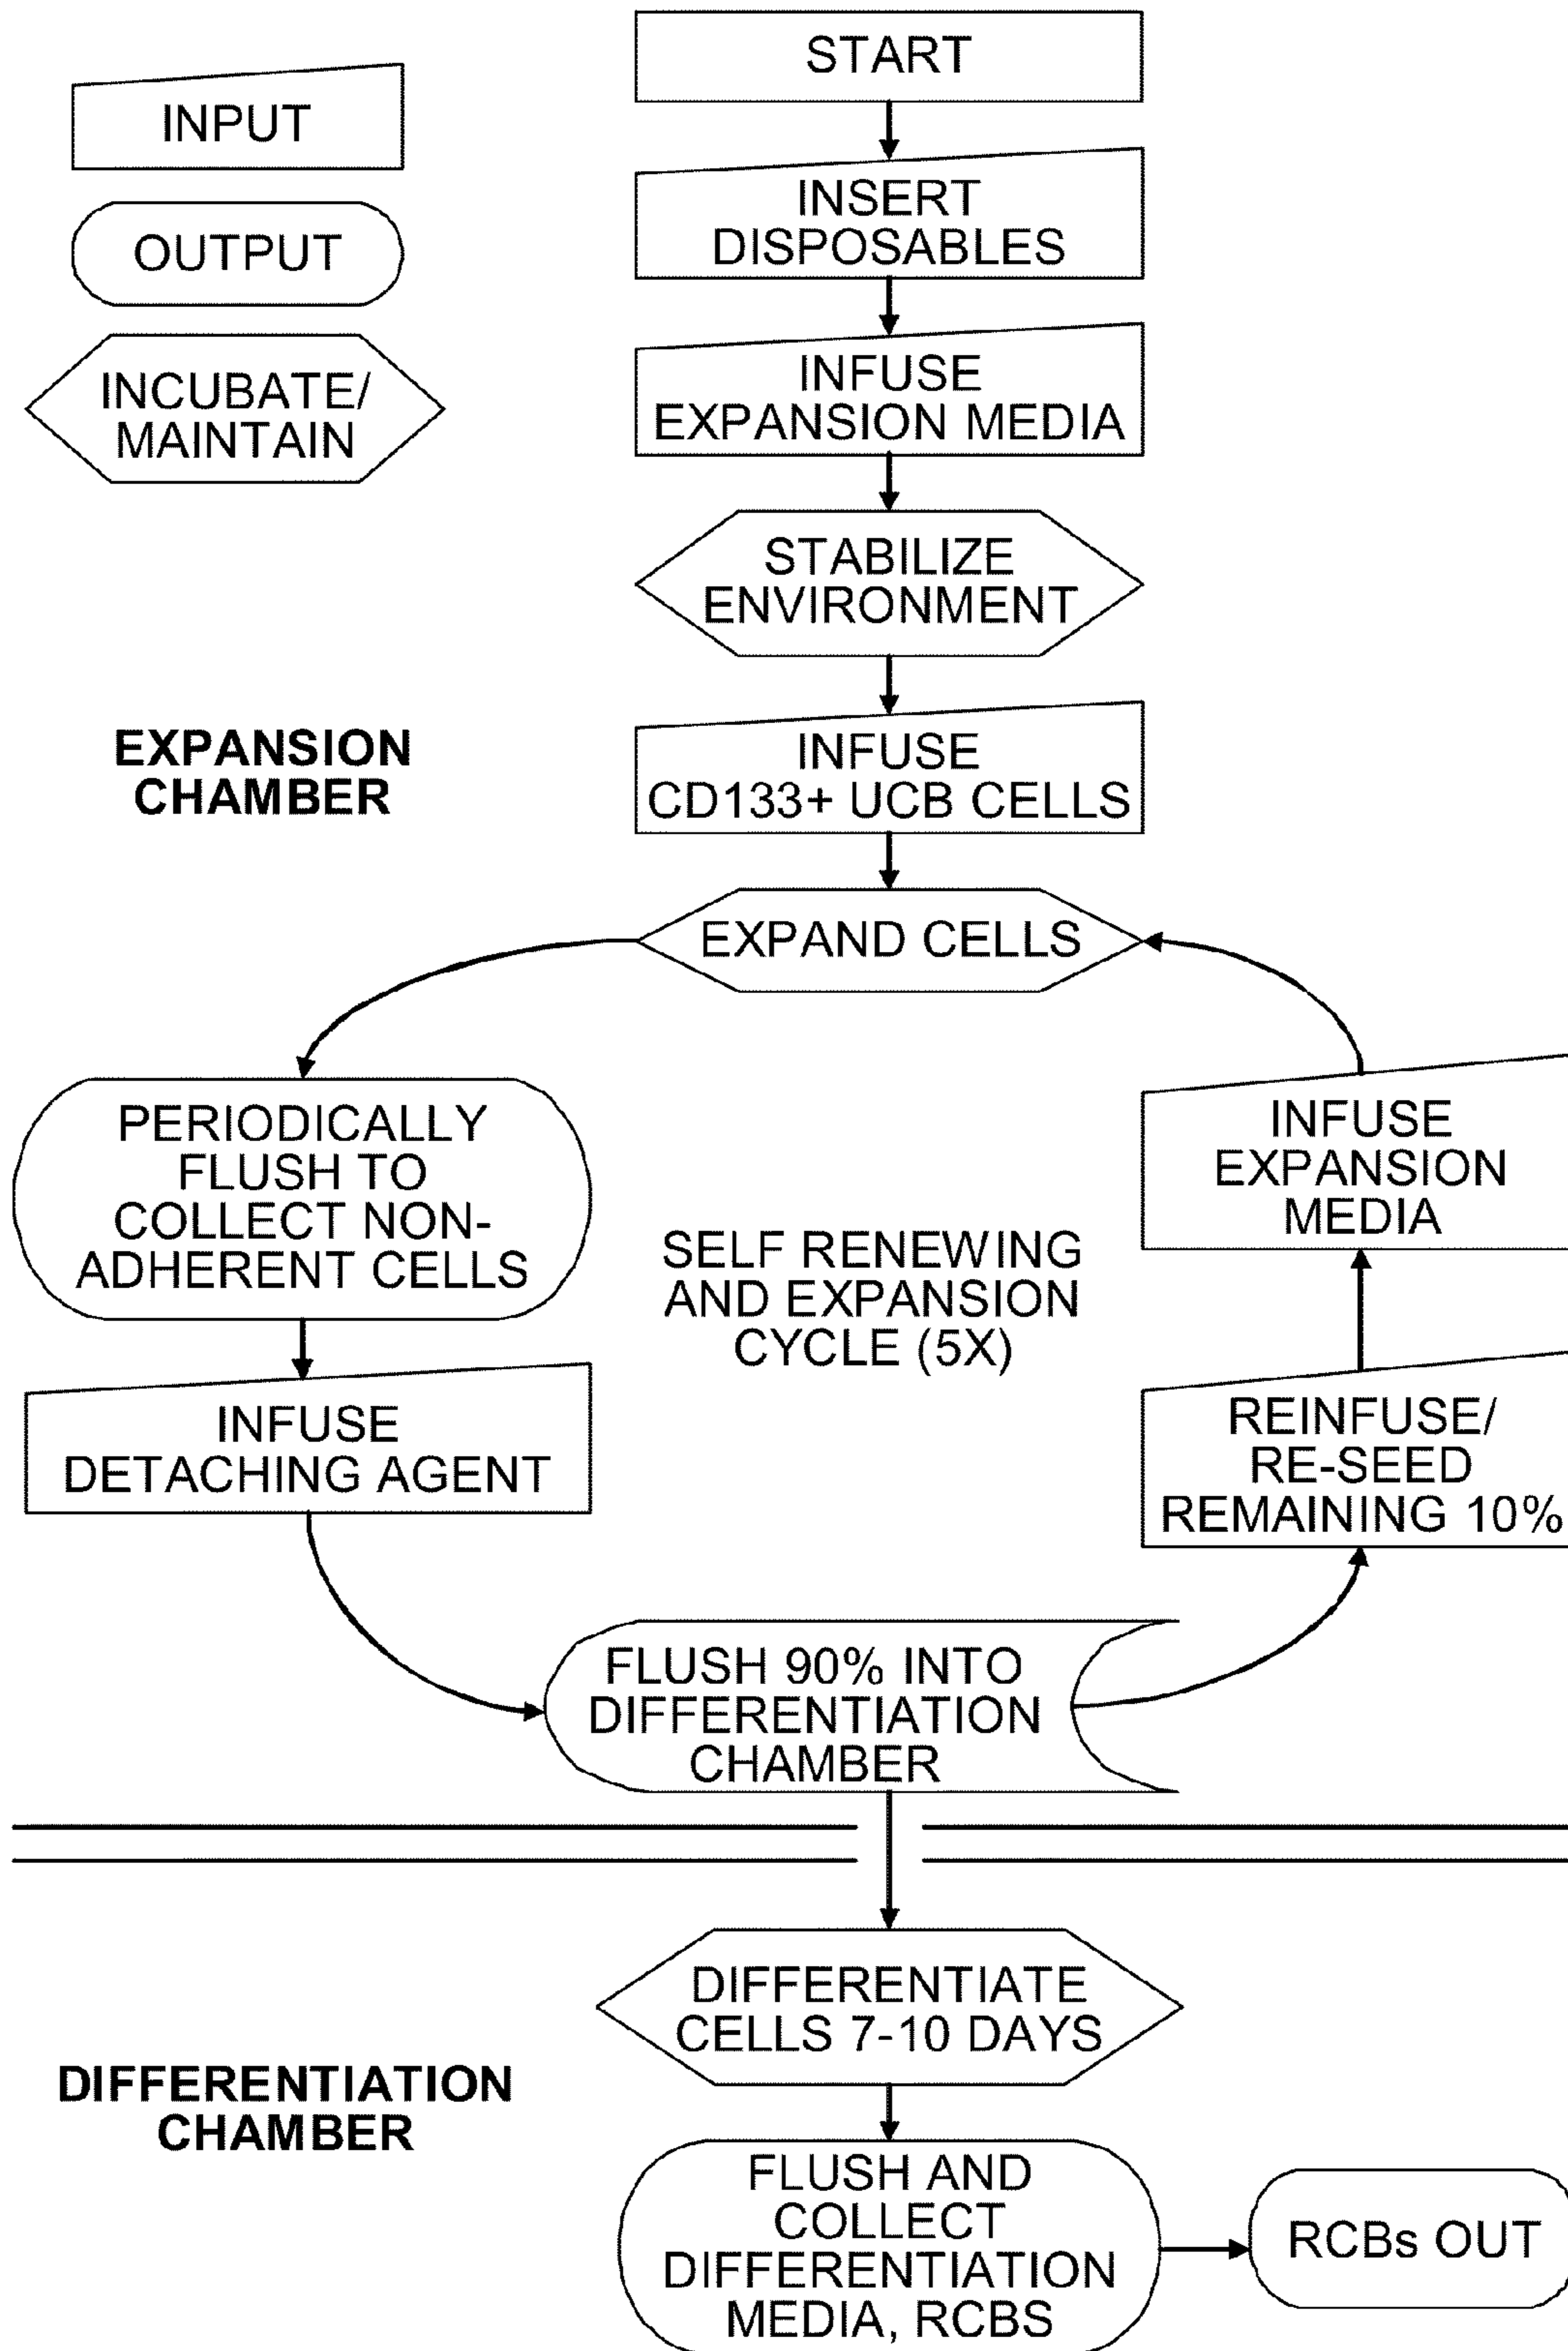 START
INPUT
INSERT
DISPOSABLES
OUTPUT
INFUSE
EXPANSION MEDIA
INCUBATE/
MAINTAIN
STABILIZE
ENVIRONMENT
EXPANSION
CHAMBER
INFUSE
CD133+ UCB CELLS
EXPAND CELLS
PERIODICALLY
FLUSH TO
COLLECT NON-
ADHERENT CELLS
INFUSE
EXPANSION
MEDIA
SELF RENEWING
AND EXPANSION
CYCLE (5X)
INFUSE
DETACHING AGENT
REINFUSE/
RE-SEED
REMAINING 10%
FLUSH 90% INTO
DIFFERENTIATION
CHAMBER
DIFFERENTIATE
CELLS 7-10 DAYS
DIFFERENTIATION
CHAMBER
FLUSH AND
COLLECT
DIFFERENTIATION
MEDIA, RCBS
RCBs OUT